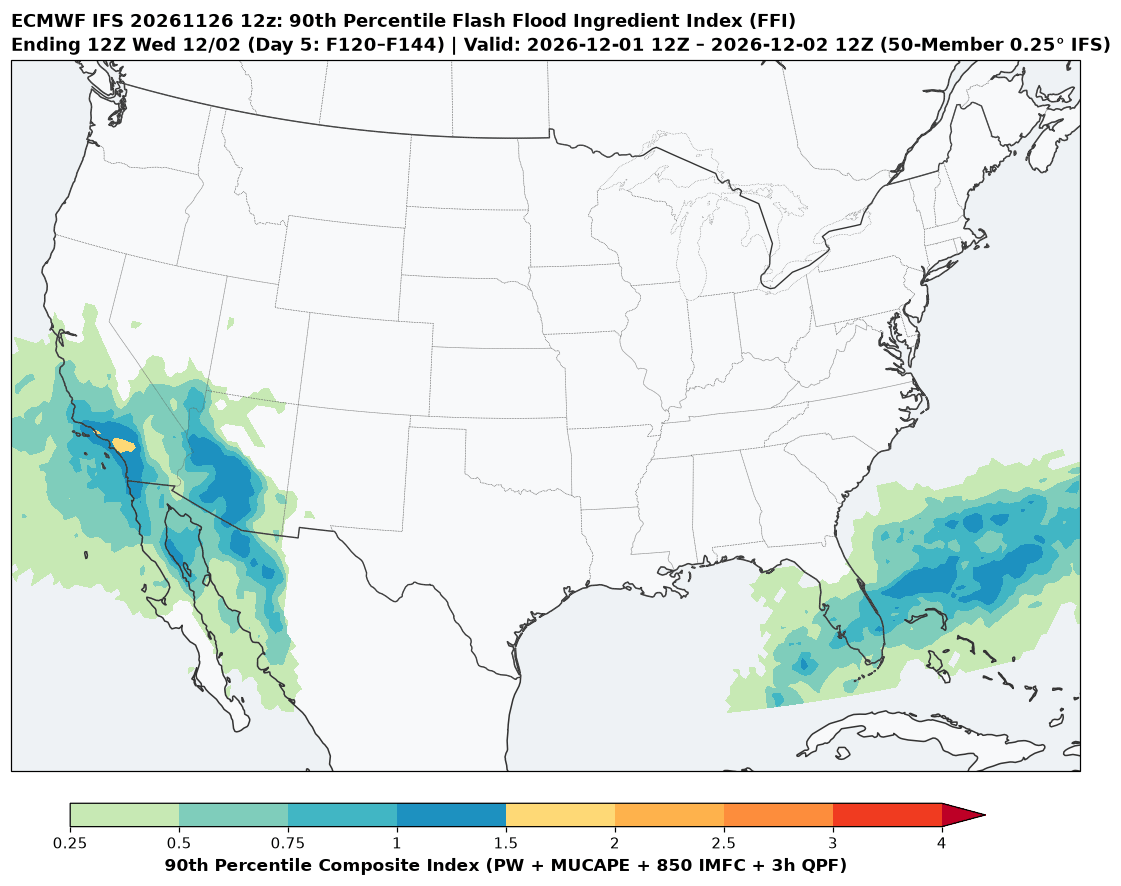 ECMWF IFS 20261126 12z: 90th Percentile Flash Flood Ingredient Index (FFI)
Ending 12Z Wed 12/02 (Day 5: F120–F144) | Valid: 2026-12-01 12Z – 2026-12-02 12Z (50-Member 0.25° IFS)
0.25 0.5 0.75 1 1.5 2 2.5 3 4
90th Percentile Composite Index (PW + MUCAPE + 850 IMFC + 3h QPF)